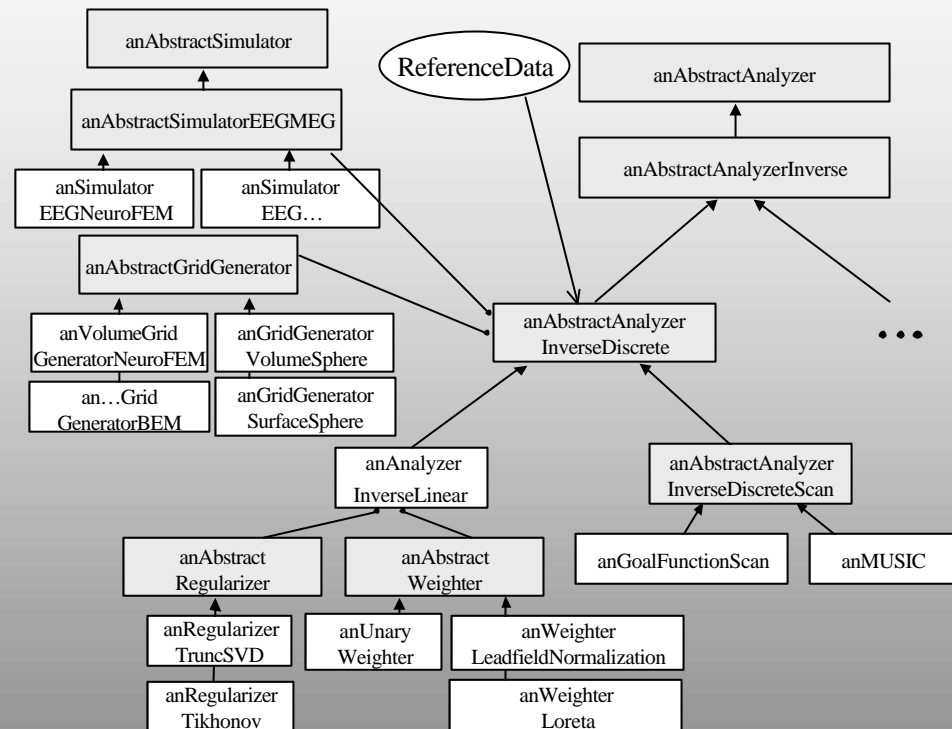 anAbstractSimulator
ReferenceData
anAbstractAnalyzer
anAbstractSimulatorEEGMEG
anAbstractAnalyzerInverse
anSimulator
EEGNeuroFEM
anSimulator
EEG…
anAbstractGridGenerator
anAbstractAnalyzer
InverseDiscrete
...
anVolumeGrid
GeneratorNeuroFEM
anGridGenerator
VolumeSphere
an…Grid
GeneratorBEM
anGridGenerator
SurfaceSphere
anAnalyzer
InverseLinear
anAbstractAnalyzer
InverseDiscreteScan
anAbstract
Regularizer
anAbstract
Weighter
anGoalFunctionScan
anMUSIC
anRegularizer
TruncSVD
anUnary
Weighter
anWeighter
LeadfieldNormalization
anRegularizer
Tikhonov
anWeighter
Loreta